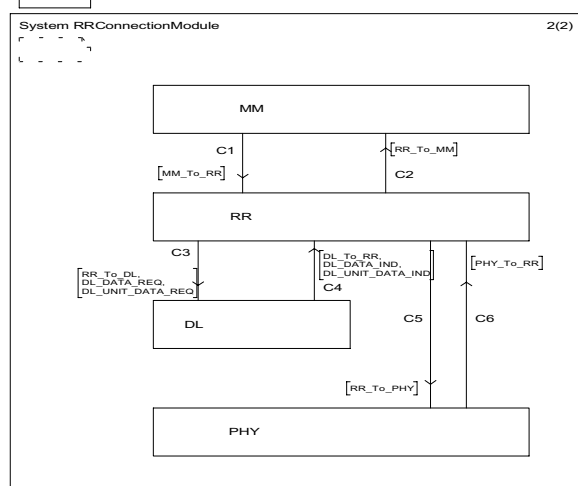 System RRConnectionModule 2(2)
MM
C1
[RR_To_MM]
[MM_To_RR]
C2
RR
C3
[RR_To_DL,
DL_DATA_REQ,
DL_UNIT_DATA_REQ]
[DL_To_RR,
DL_DATA_IND,
DL_UNIT_DATA_IND]
[PHY_To_RR]
C4
DL
C5
C6
[RR_To_PHY]
PHY